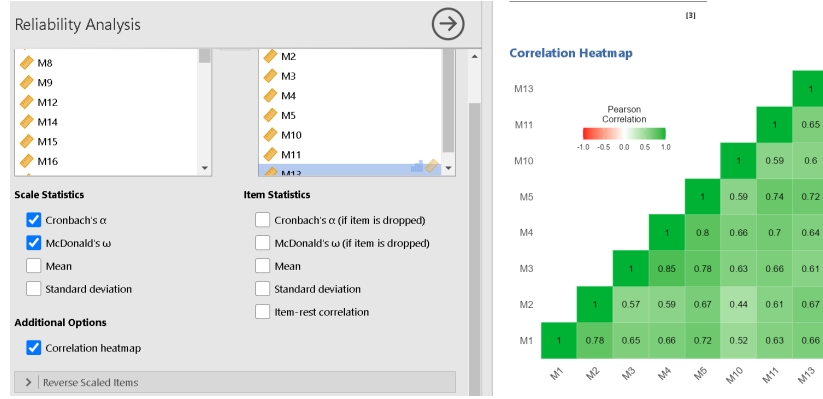 Reliability Analysis
M8
M9
M12
M14
M15
M16
M2
M3
M4
M5
M10
M11
M13
Scale Statistics
Cronbach's α
McDonald's ω
Mean
Standard deviation
Item Statistics
Cronbach's α (if item is dropped)
McDonald's ω (if item is dropped)
Mean
Standard deviation
Item-rest correlation
Additional Options
Correlation heatmap
Reverse Scaled Items
[3]
Correlation Heatmap
Pearson
Correlation
-1.0 -0.5 0.0 0.5 1.0
M13 1
M11 1 0.65
M10 1 0.59 0.6
M5 1 0.59 0.74 0.72
M4 1 0.8 0.66 0.7 0.64
M3 1 0.85 0.78 0.63 0.66 0.61
M2 1 0.57 0.59 0.67 0.44 0.61 0.67
M1 1 0.78 0.65 0.66 0.72 0.52 0.63 0.66
M1 M2 M3 M4 M5 M10 M11 M13